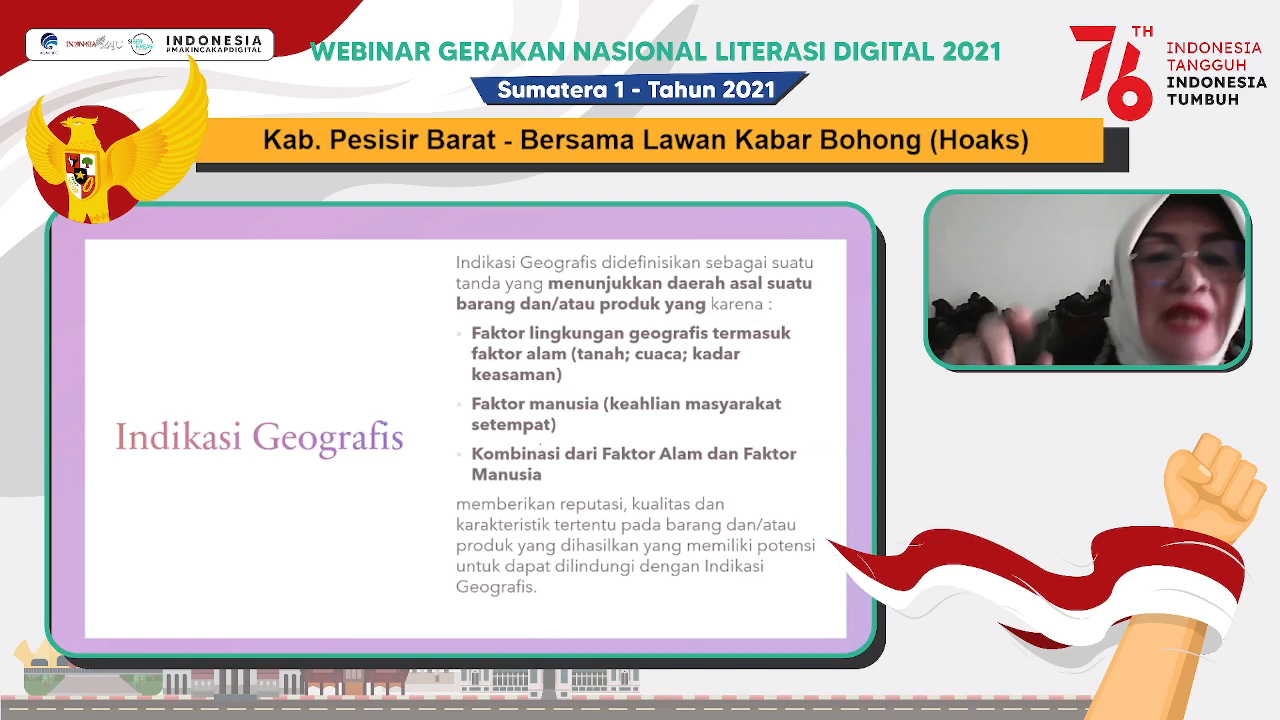 INDONESIA
#MAKINCAKAPDIGITAL
WEBINAR GERAKAN NASIONAL LITERASI DIGITAL 2021
Sumatera 1 - Tahun 2021
76 TH
INDONESIA
TANGGUH
INDONESIA
TUMBUH
Kab. Pesisir Barat - Bersama Lawan Kabar Bohong (Hoaks)
Indikasi Geografis
Indikasi Geografis didefinisikan sebagai suatu
tanda yang menunjukkan daerah asal suatu
barang dan/atau produk yang karena :
Faktor lingkungan geografis termasuk
faktor alam (tanah; cuaca; kadar
keasaman)
Faktor manusia (keahlian masyarakat
setempat)
Kombinasi dari Faktor Alam dan Faktor
Manusia
memberikan reputasi, kualitas dan
karakteristik tertentu pada barang dan/atau
produk yang dihasilkan yang memiliki potensi
untuk dapat dilindungi dengan Indikasi
Geografis.